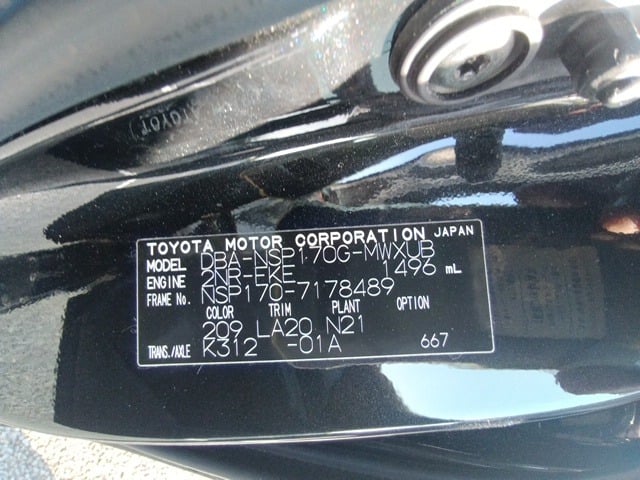 TOYOTA MOTOR CORPORATION JAPAN
MODEL DBA-NSP170G-MWXUB
ENGINE 2NR-FKE 1496 mL
FRAME No. NSP170-7178489
COLOR TRIM PLANT OPTION
209 LA20 N21
TRANS./AXLE K312 -01A 667